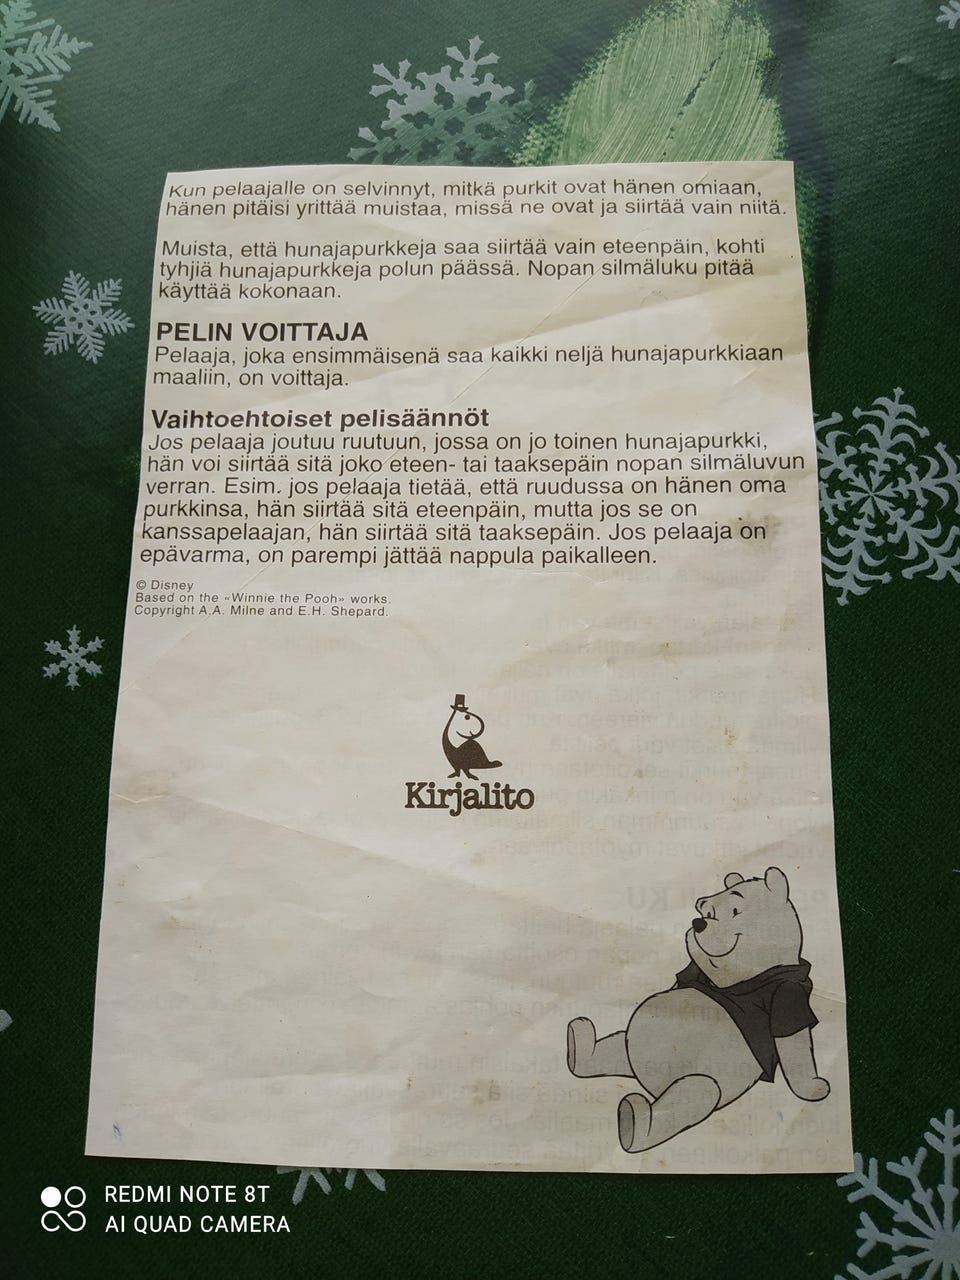 Kun pelaajalle on selvinnyt, mitkä purkit ovat hänen omiaan,
hänen pitäisi yrittää muistaa, missä ne ovat ja siirtää vain niitä.
Muista, että hunajapurkkeja saa siirtää vain eteenpäin, kohti
tyhjiä hunajapurkkeja polun päässä. Nopan silmäluku pitää
käyttää kokonaan.
PELIN VOITTAJA
Pelaaja, joka ensimmäisenä saa kaikki neljä hunajapurkkiaan
maaliin, on voittaja.
Vaihtoehtoiset pelisäännöt
Jos pelaaja joutuu ruutuun, jossa on jo toinen hunajapurkki,
hän voi siirtää sitä joko eteen- tai taaksepäin nopan silmäluvun
verran. Esim. jos pelaaja tietää, että ruudussa on hänen oma
purkkinsa, hän siirtää sitä eteenpäin, mutta jos se on
kanssapelaajan, hän siirtää sitä taaksepäin. Jos pelaaja on
epävarma, on parempi jättää nappula paikalleen.
© Disney
Based on the «Winnie the Pooh» works.
Copyright A.A. Milne and E.H. Shepard.
Kirjalito
REDMI NOTE 8T
AI QUAD CAMERA